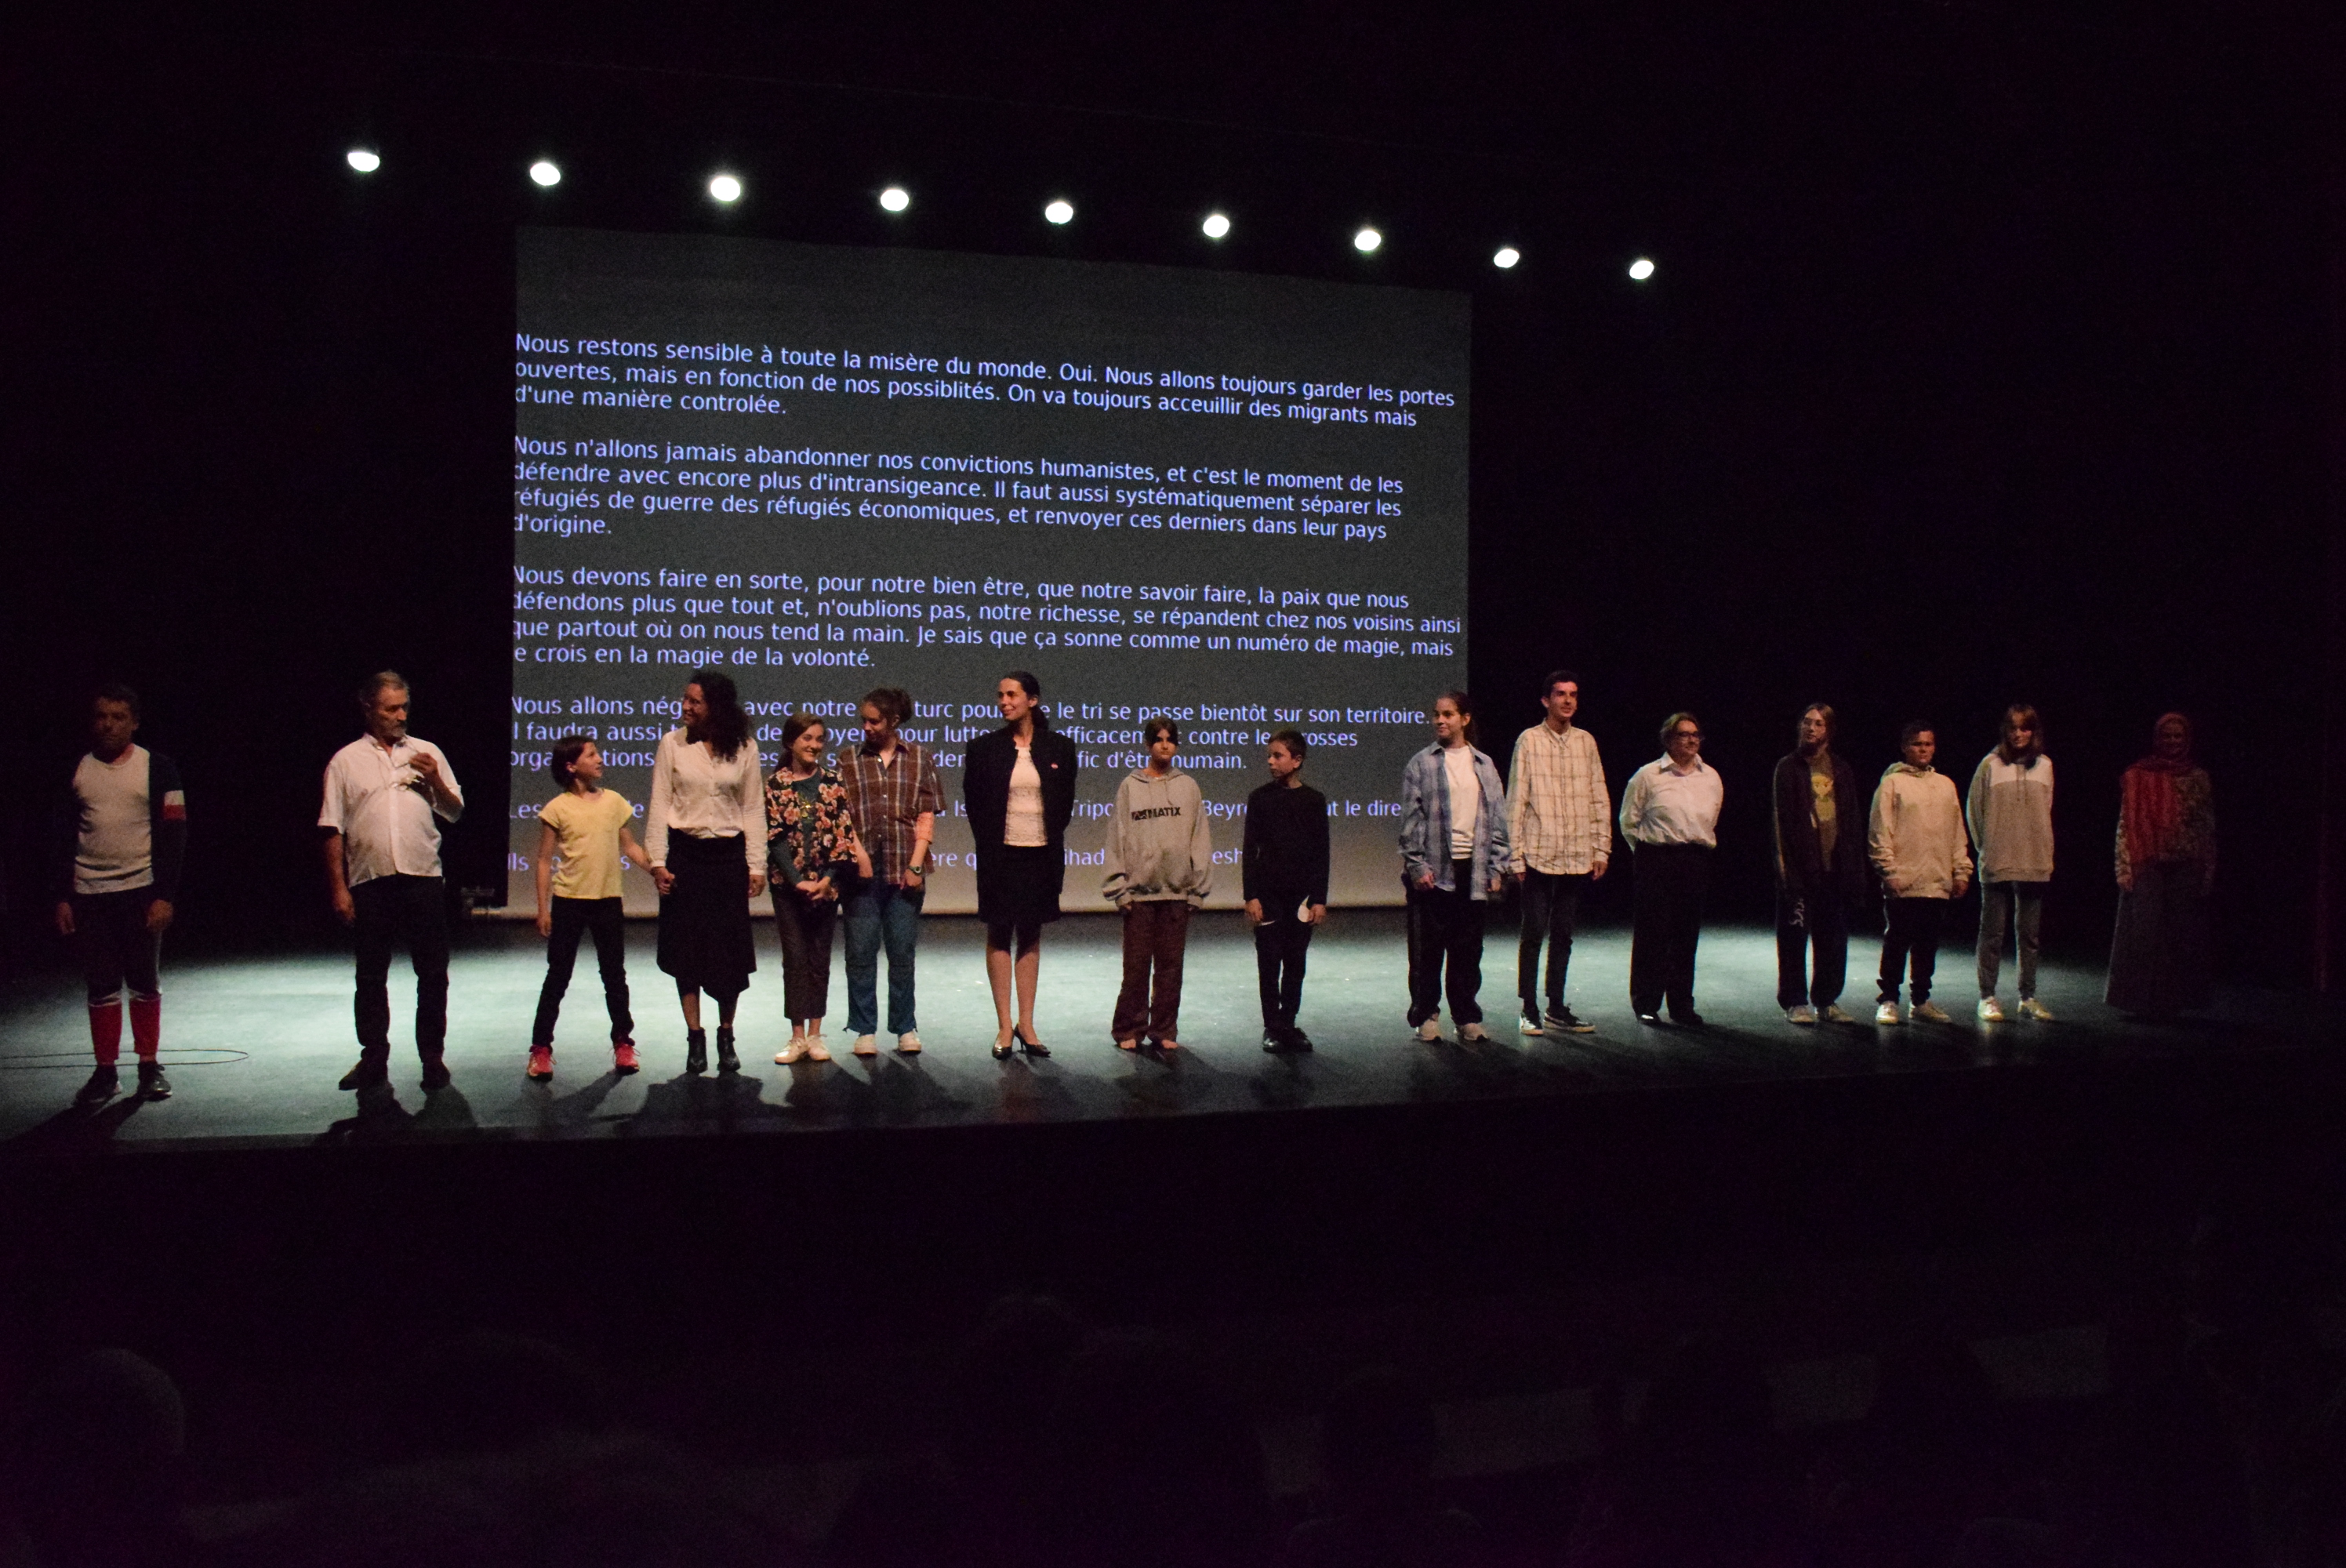 Nous restons sensible à toute la misère du monde. Oui. Nous allons toujours garder les portes
ouvertes, mais en fonction de nos possiblités. On va toujours acceuillir des migrants mais
d'une manière controlée.
Nous n'allons jamais abandonner nos convictions humanistes, et c'est le moment de les
défendre avec encore plus d'intransigeance. Il faut aussi systématiquement séparer les
réfugiés de guerre des réfugiés économiques, et renvoyer ces derniers dans leur pays
d'origine.
Nous devons faire en sorte, pour notre bien être, que notre savoir faire, la paix que nous
défendons plus que tout et, n'oublions pas, notre richesse, se répandent chez nos voisins ainsi
que partout où on nous tend la main. Je sais que ça sonne comme un numéro de magie, mais
e crois en la magie de la volonté.
Nous allons avec notre turc le tri se passe bientôt sur son territoire.
l faudra aussi pour contre
d'être humain.
Les Beyr le
Ils
MATIX